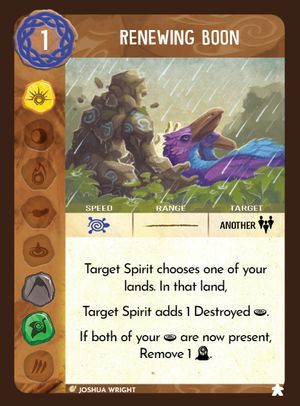 1
RENEWING BOON
SPEED RANGE TARGET
ANOTHER
Target Spirit chooses one of your
lands. In that land,
Target Spirit adds 1 Destroyed .
If both of your are now present,
Remove 1 .
JOSHUA WRIGHT